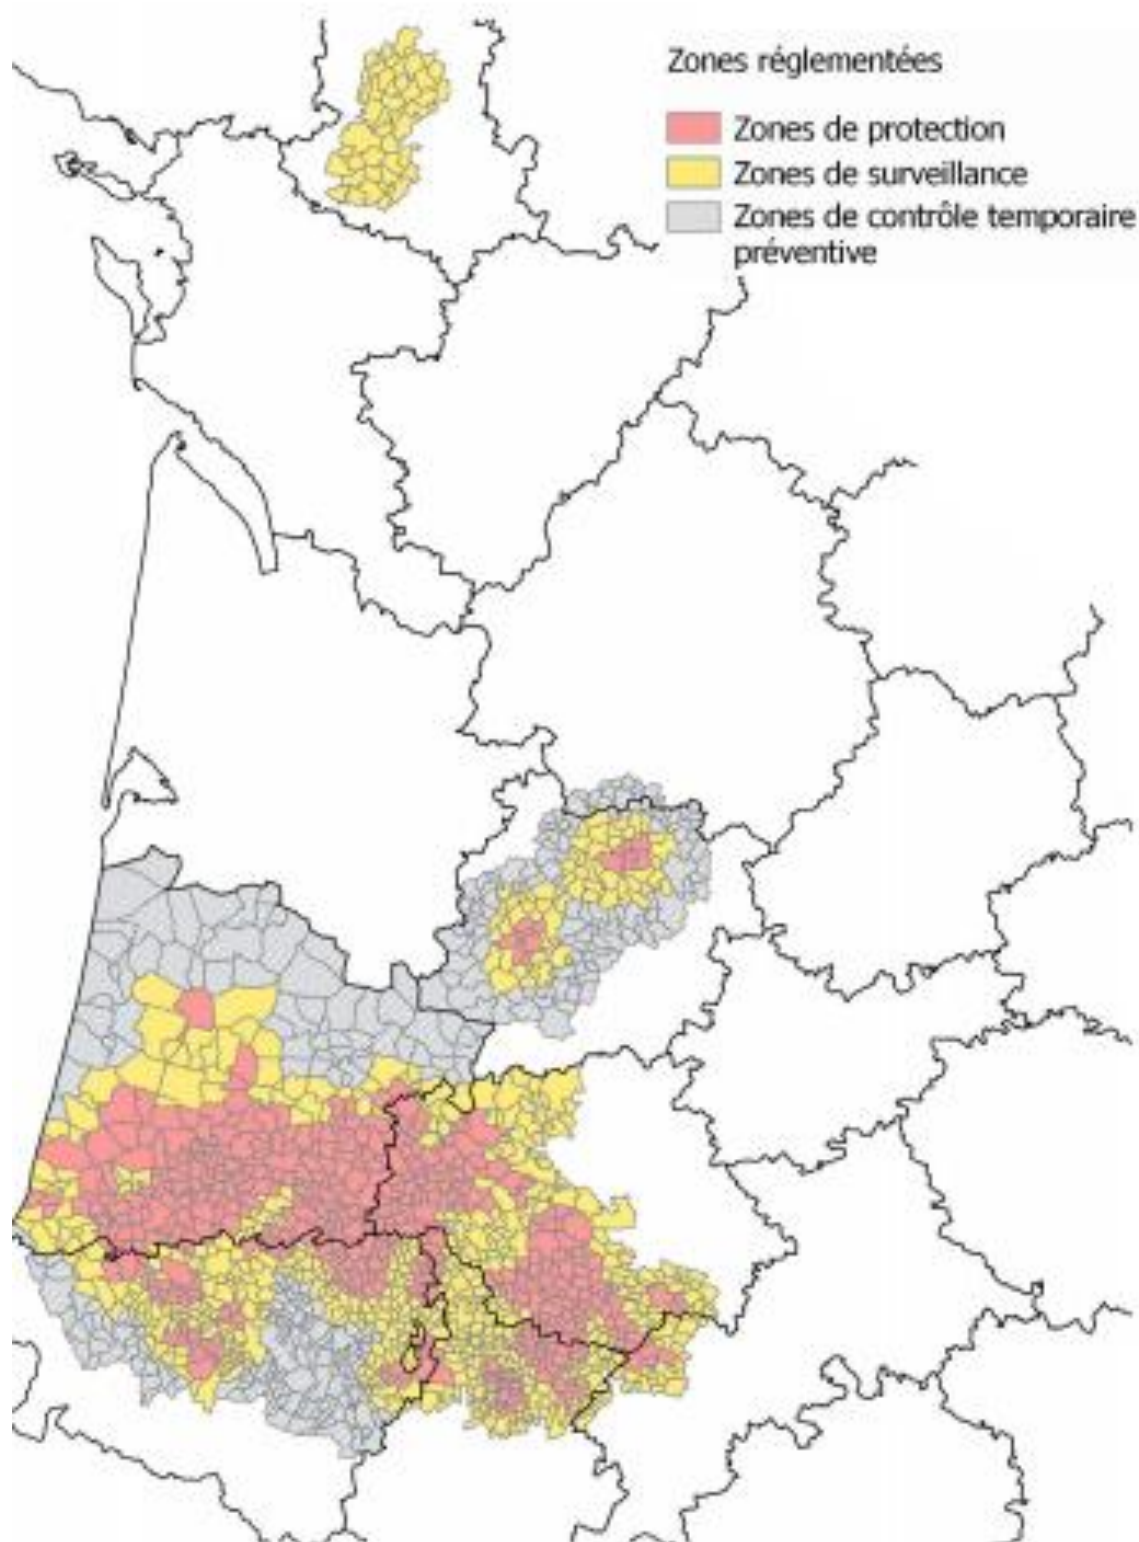 Zones réglementées
Zones de protection
Zones de surveillance
Zones de contrôle temporaire
préventive